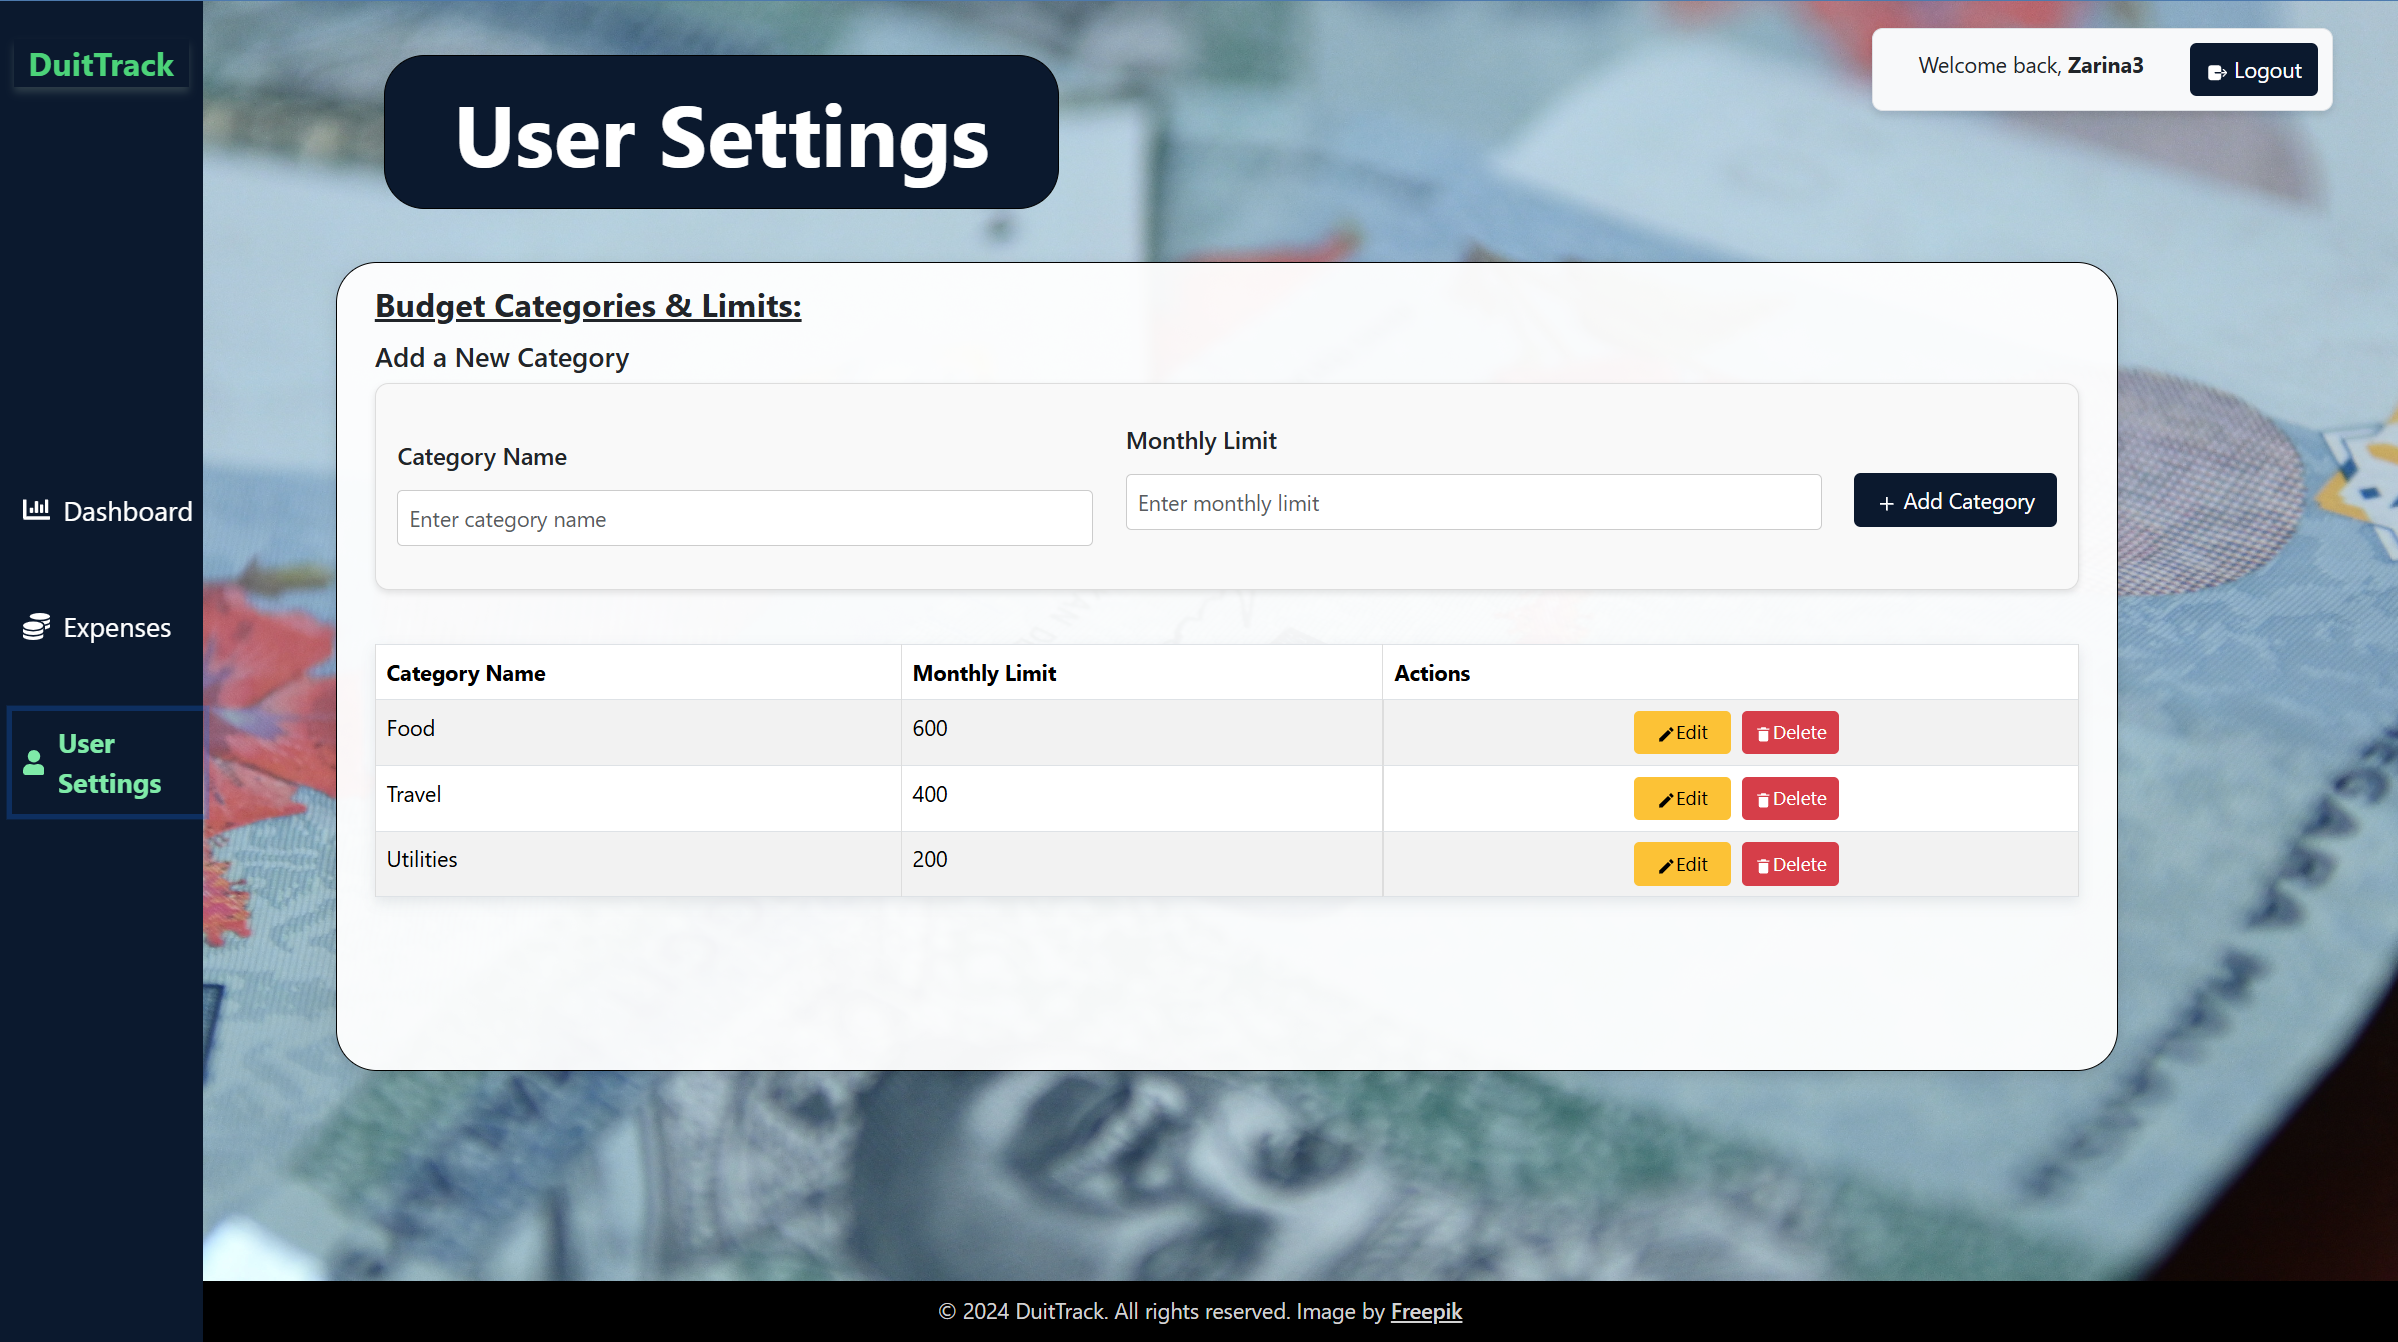 DuitTrack
Dashboard
Expenses
User
Settings
User Settings
Welcome back, Zarina3
Logout
Budget Categories & Limits:
Add a New Category
Category Name
Enter category name
Monthly Limit
Enter monthly limit
+ Add Category
Category Name Monthly Limit Actions
Food 600 Edit Delete
Travel 400 Edit Delete
Utilities 200 Edit Delete
© 2024 DuitTrack. All rights reserved. Image by Freepik